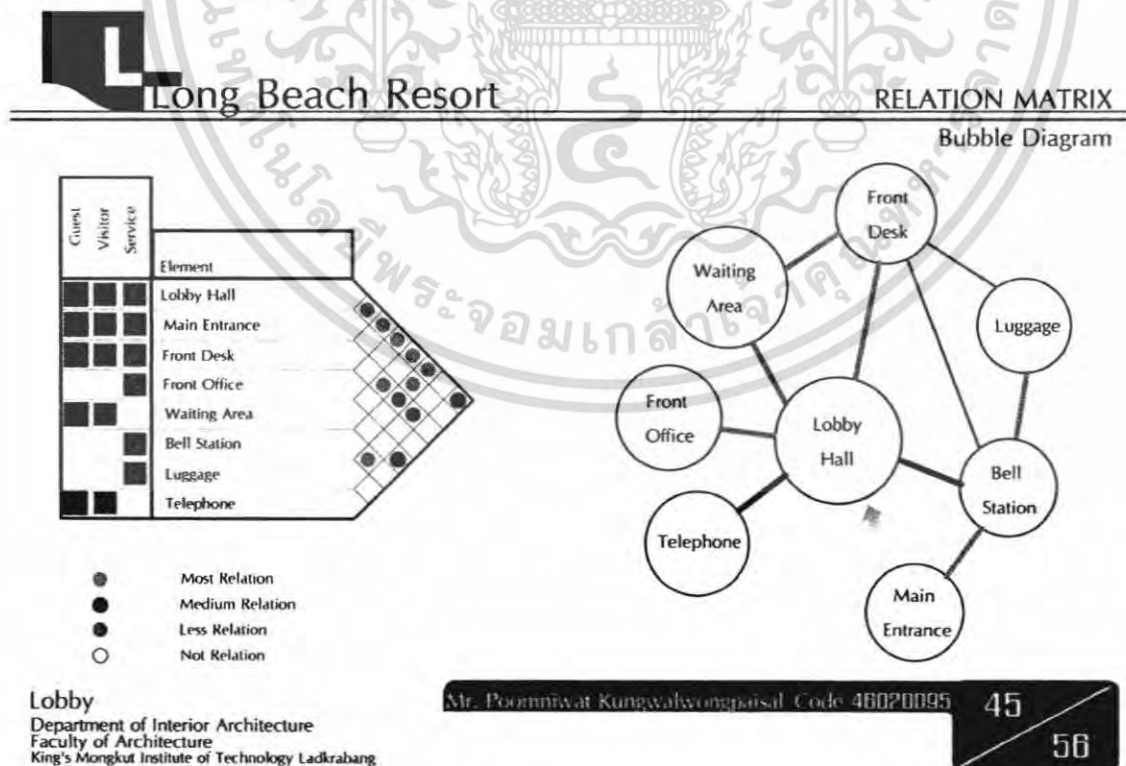 L
Long Beach Resort
RELATION MATRIX
Bubble Diagram
Guest
Visitor
Service
Element
Lobby Hall
Main Entrance
Front Desk
Front Office
Waiting Area
Bell Station
Luggage
Telephone
Most Relation
Medium Relation
Less Relation
Not Relation
Front
Desk
Waiting
Area
Luggage
Front
Office
Lobby
Hall
Bell
Station
Telephone
Main
Entrance
Lobby
Department of Interior Architecture
Faculty of Architecture
King's Mongkut Institute of Technology Ladkrabang
Mr. Poomniwat Kungwalwongpaisal Code 46020095
45
56